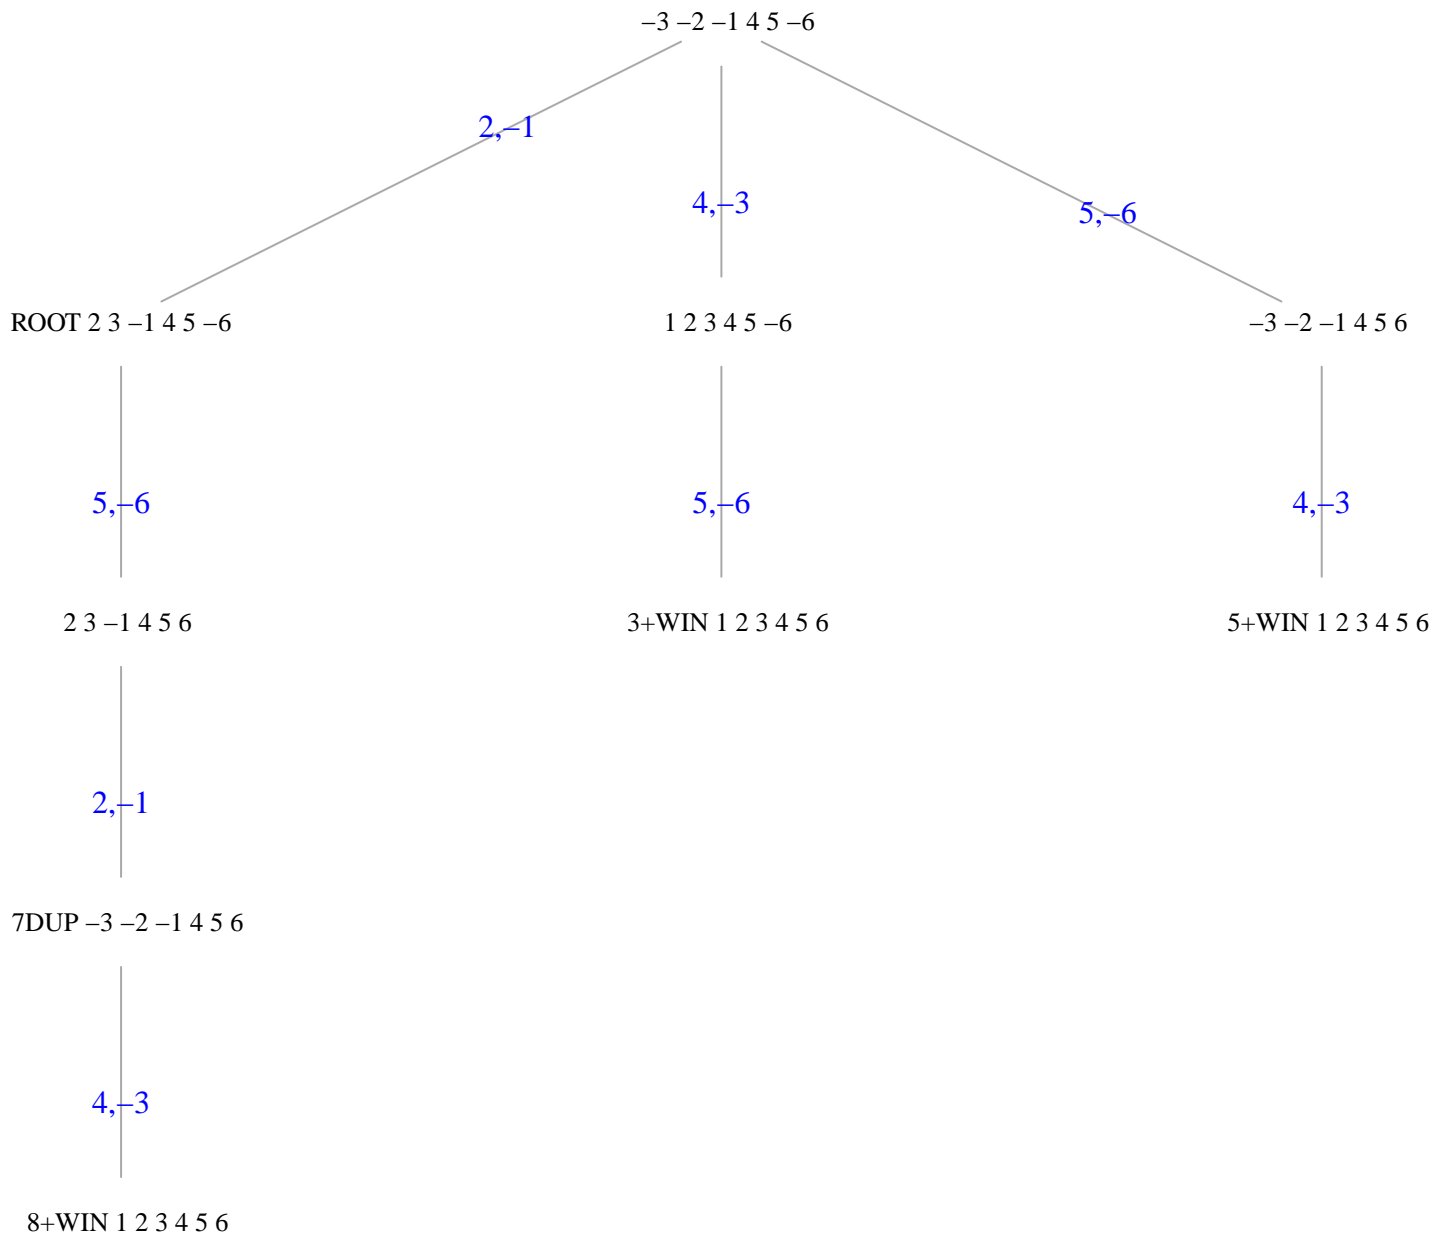 –3 –2 –1 4 5 –6
2,–1
4,–3
5,–6
ROOT 2 3 –1 4 5 –6
1 2 3 4 5 –6
–3 –2 –1 4 5 6
5,–6
5,–6
4,–3
2 3 –1 4 5 6
3+WIN 1 2 3 4 5 6
5+WIN 1 2 3 4 5 6
2,–1
7DUP –3 –2 –1 4 5 6
4,–3
8+WIN 1 2 3 4 5 6